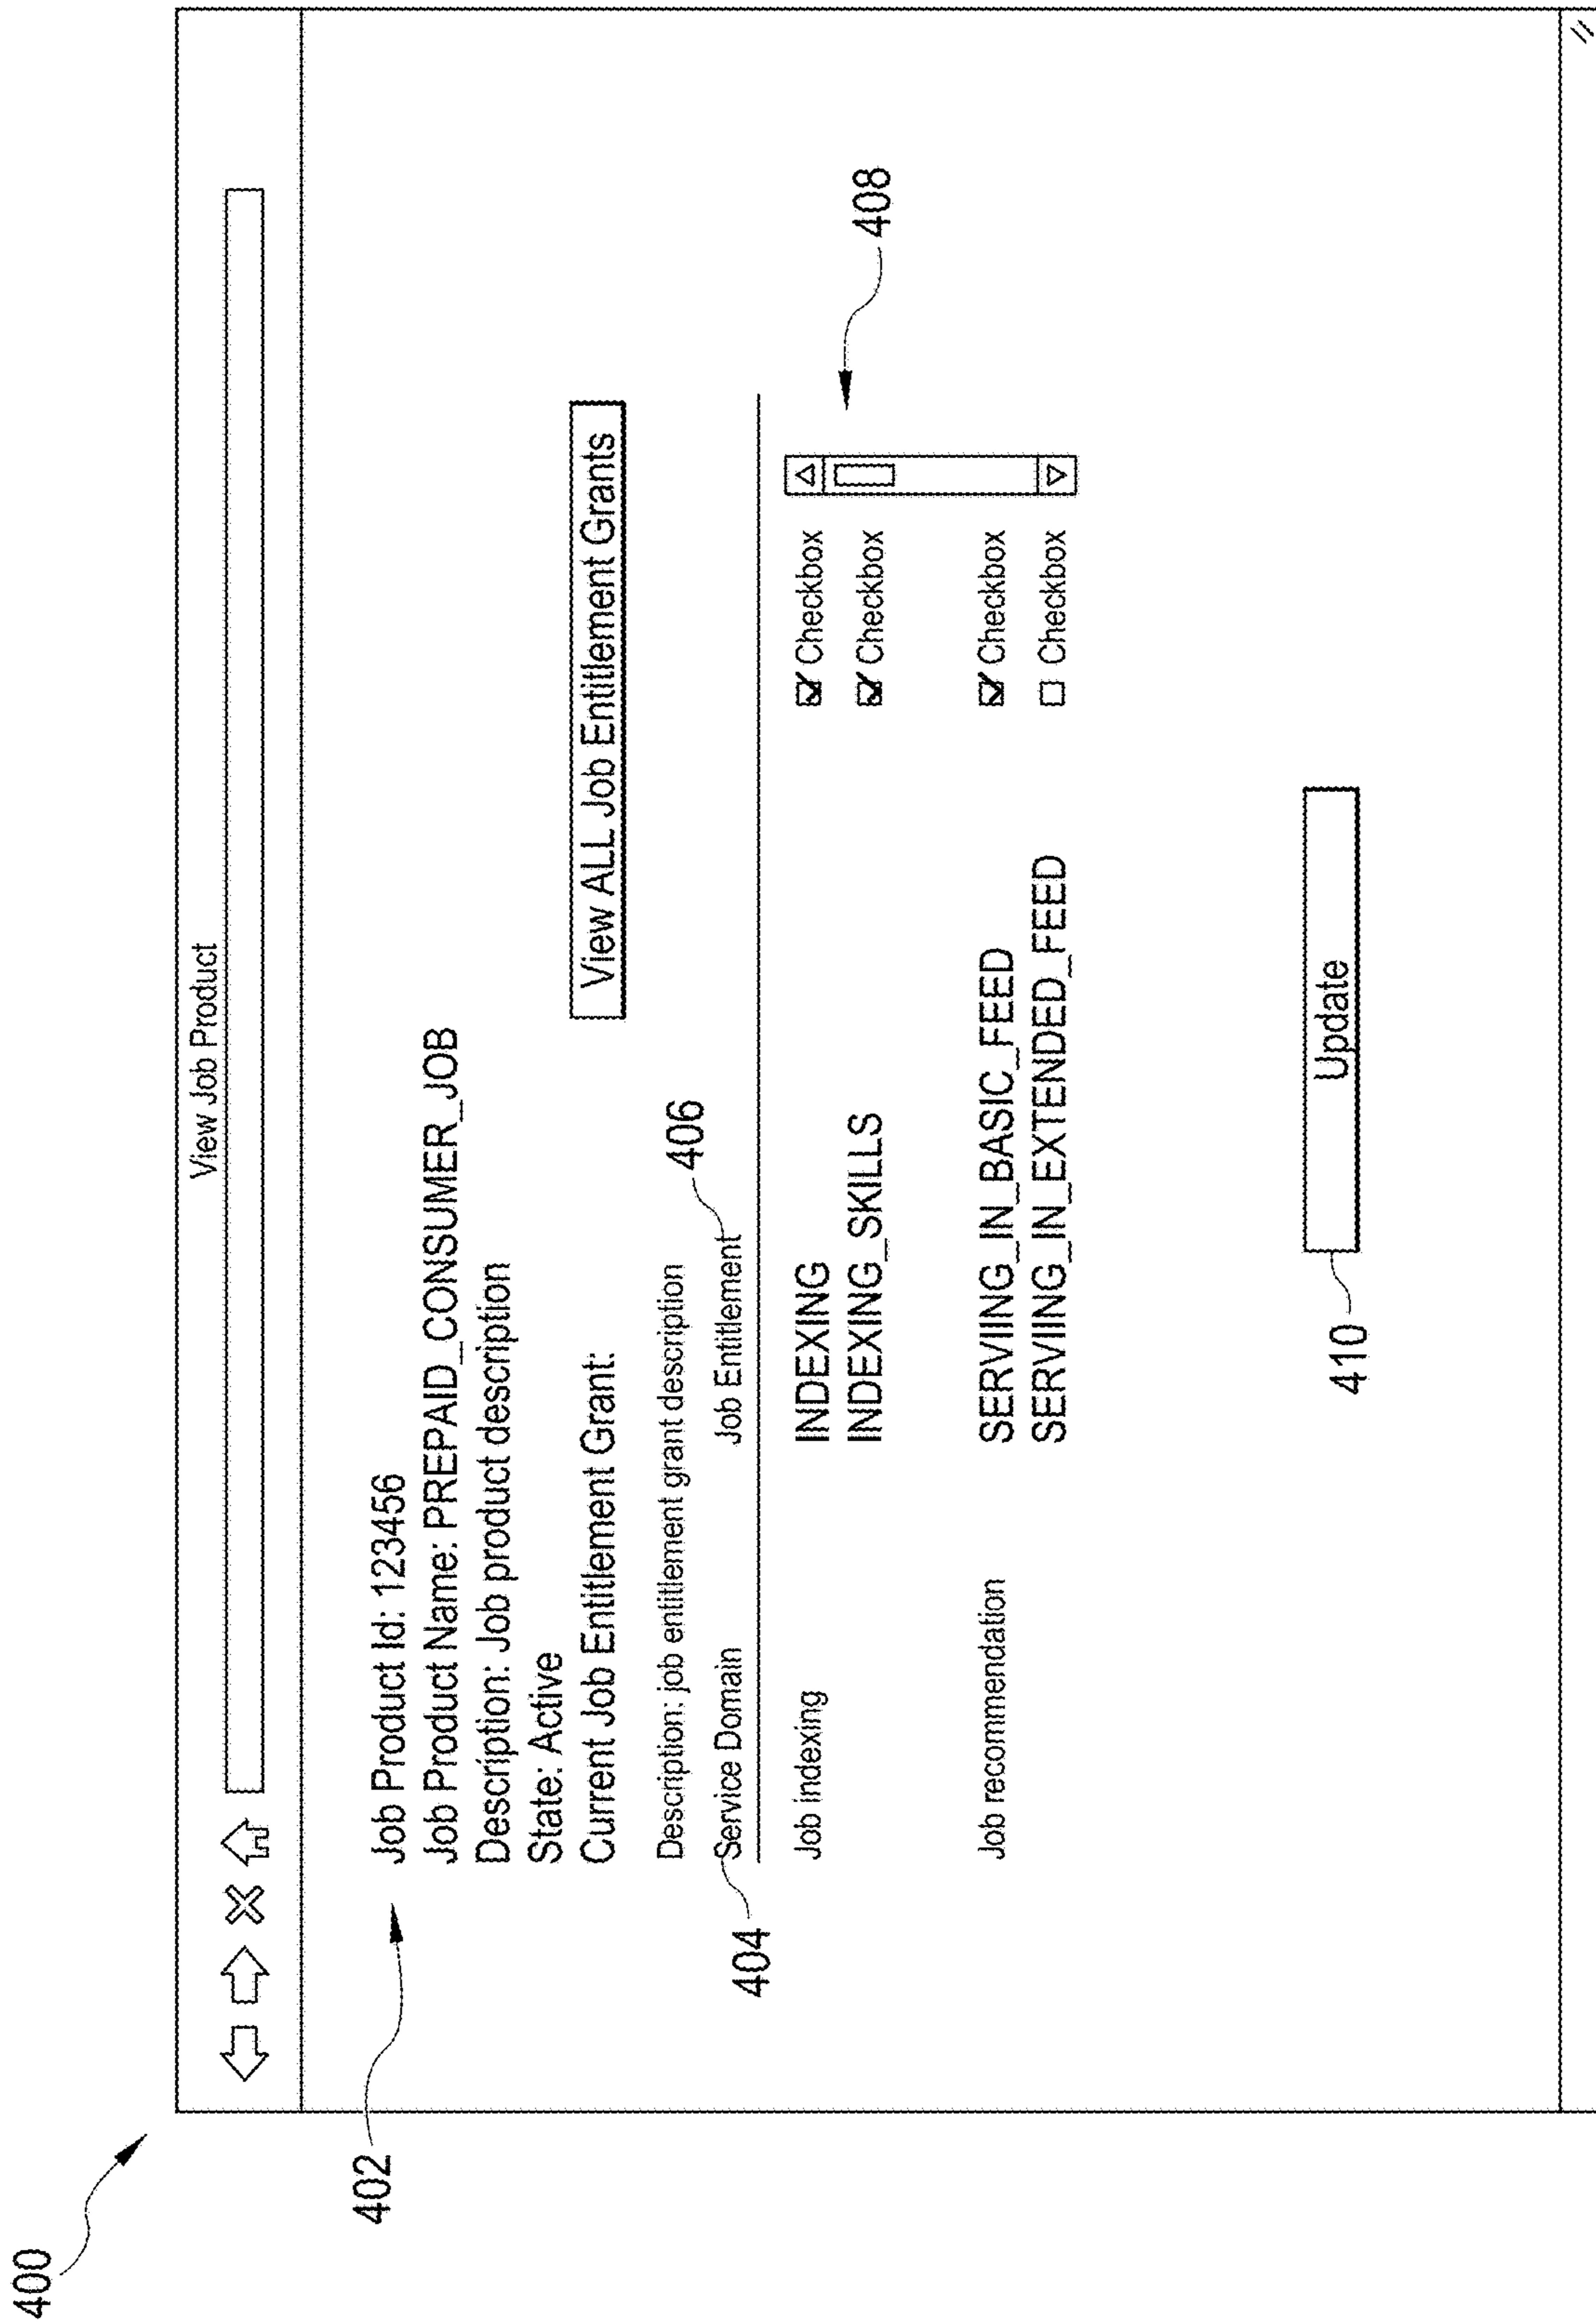 400
View Job Product
402
Job Product Id: 123456
Job Product Name: PREPAID_CONSUMER_JOB
Description: Job product description
State: Active
Current Job Entitlement Grant:
View ALL Job Entitlement Grants
Description: job entitlement grant description
406
404
Service Domain
Job Entitlement
408
Job indexing
INDEXING
Checkbox
INDEXING_SKILLS
Checkbox
Job recommendation
SERVIING_IN_BASIC_FEED
Checkbox
SERVIING_IN_EXTENDED_FEED
Checkbox
410
Update